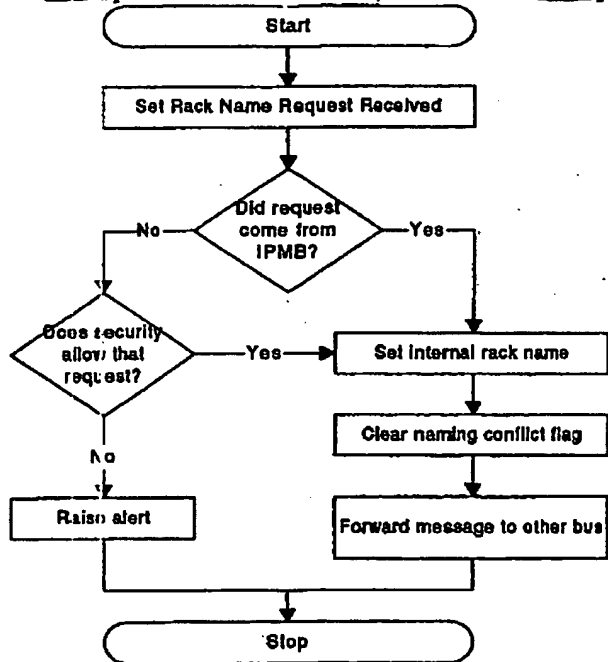 Start
Set Rack Name Request Received
Did request
come from
IPMB?
No
Yes
Does security
allow that
request?
Yes
Set internal rack name
Clear naming conflict flag
No
Raise alert
Forward message to other bus
Stop